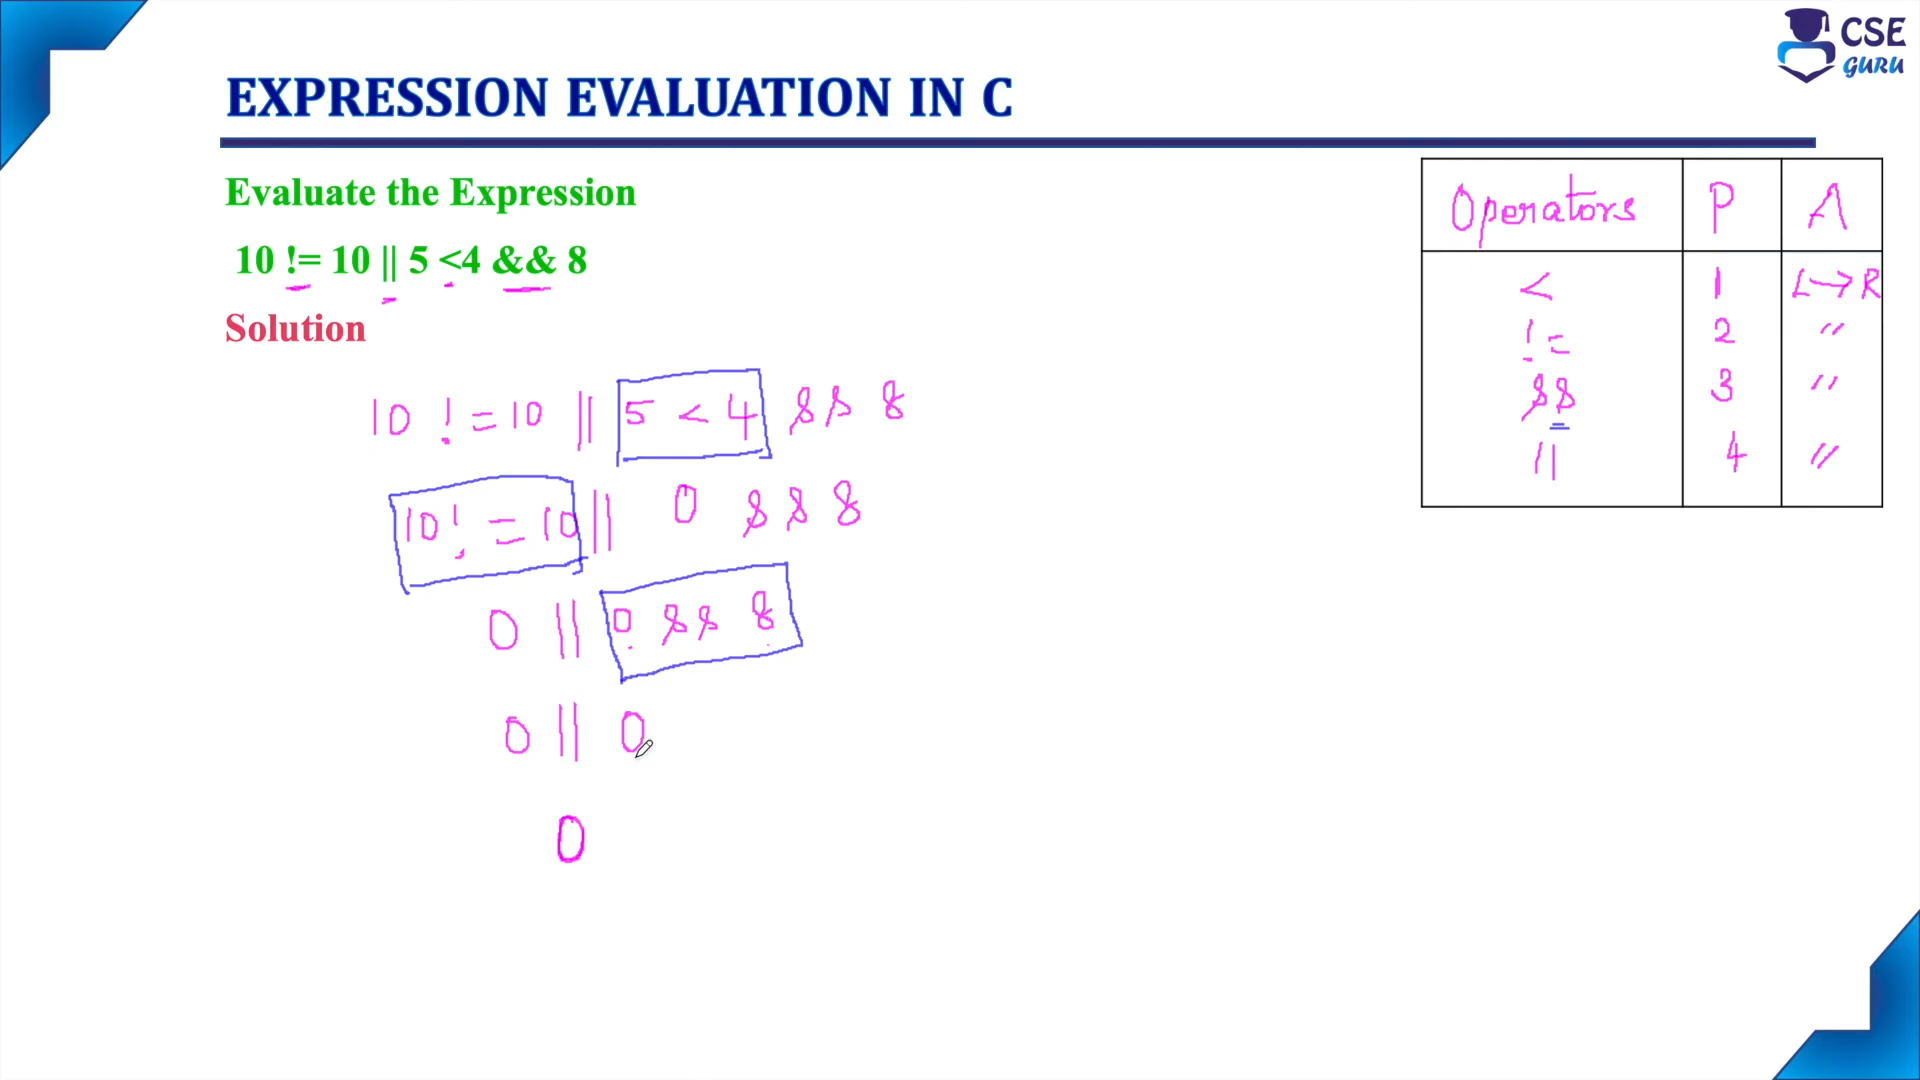 CSE
GURU
EXPRESSION EVALUATION IN C
Evaluate the Expression
10 != 10 || 5 <4 && 8
Solution
10 != 10 || 5 < 4 && 8
10 != 10 || 0 && 8
0 || 0 && 8
0 || 0
0
Operators P A
< 1 L→R
!= 2 "
&& 3 "
|| 4 "